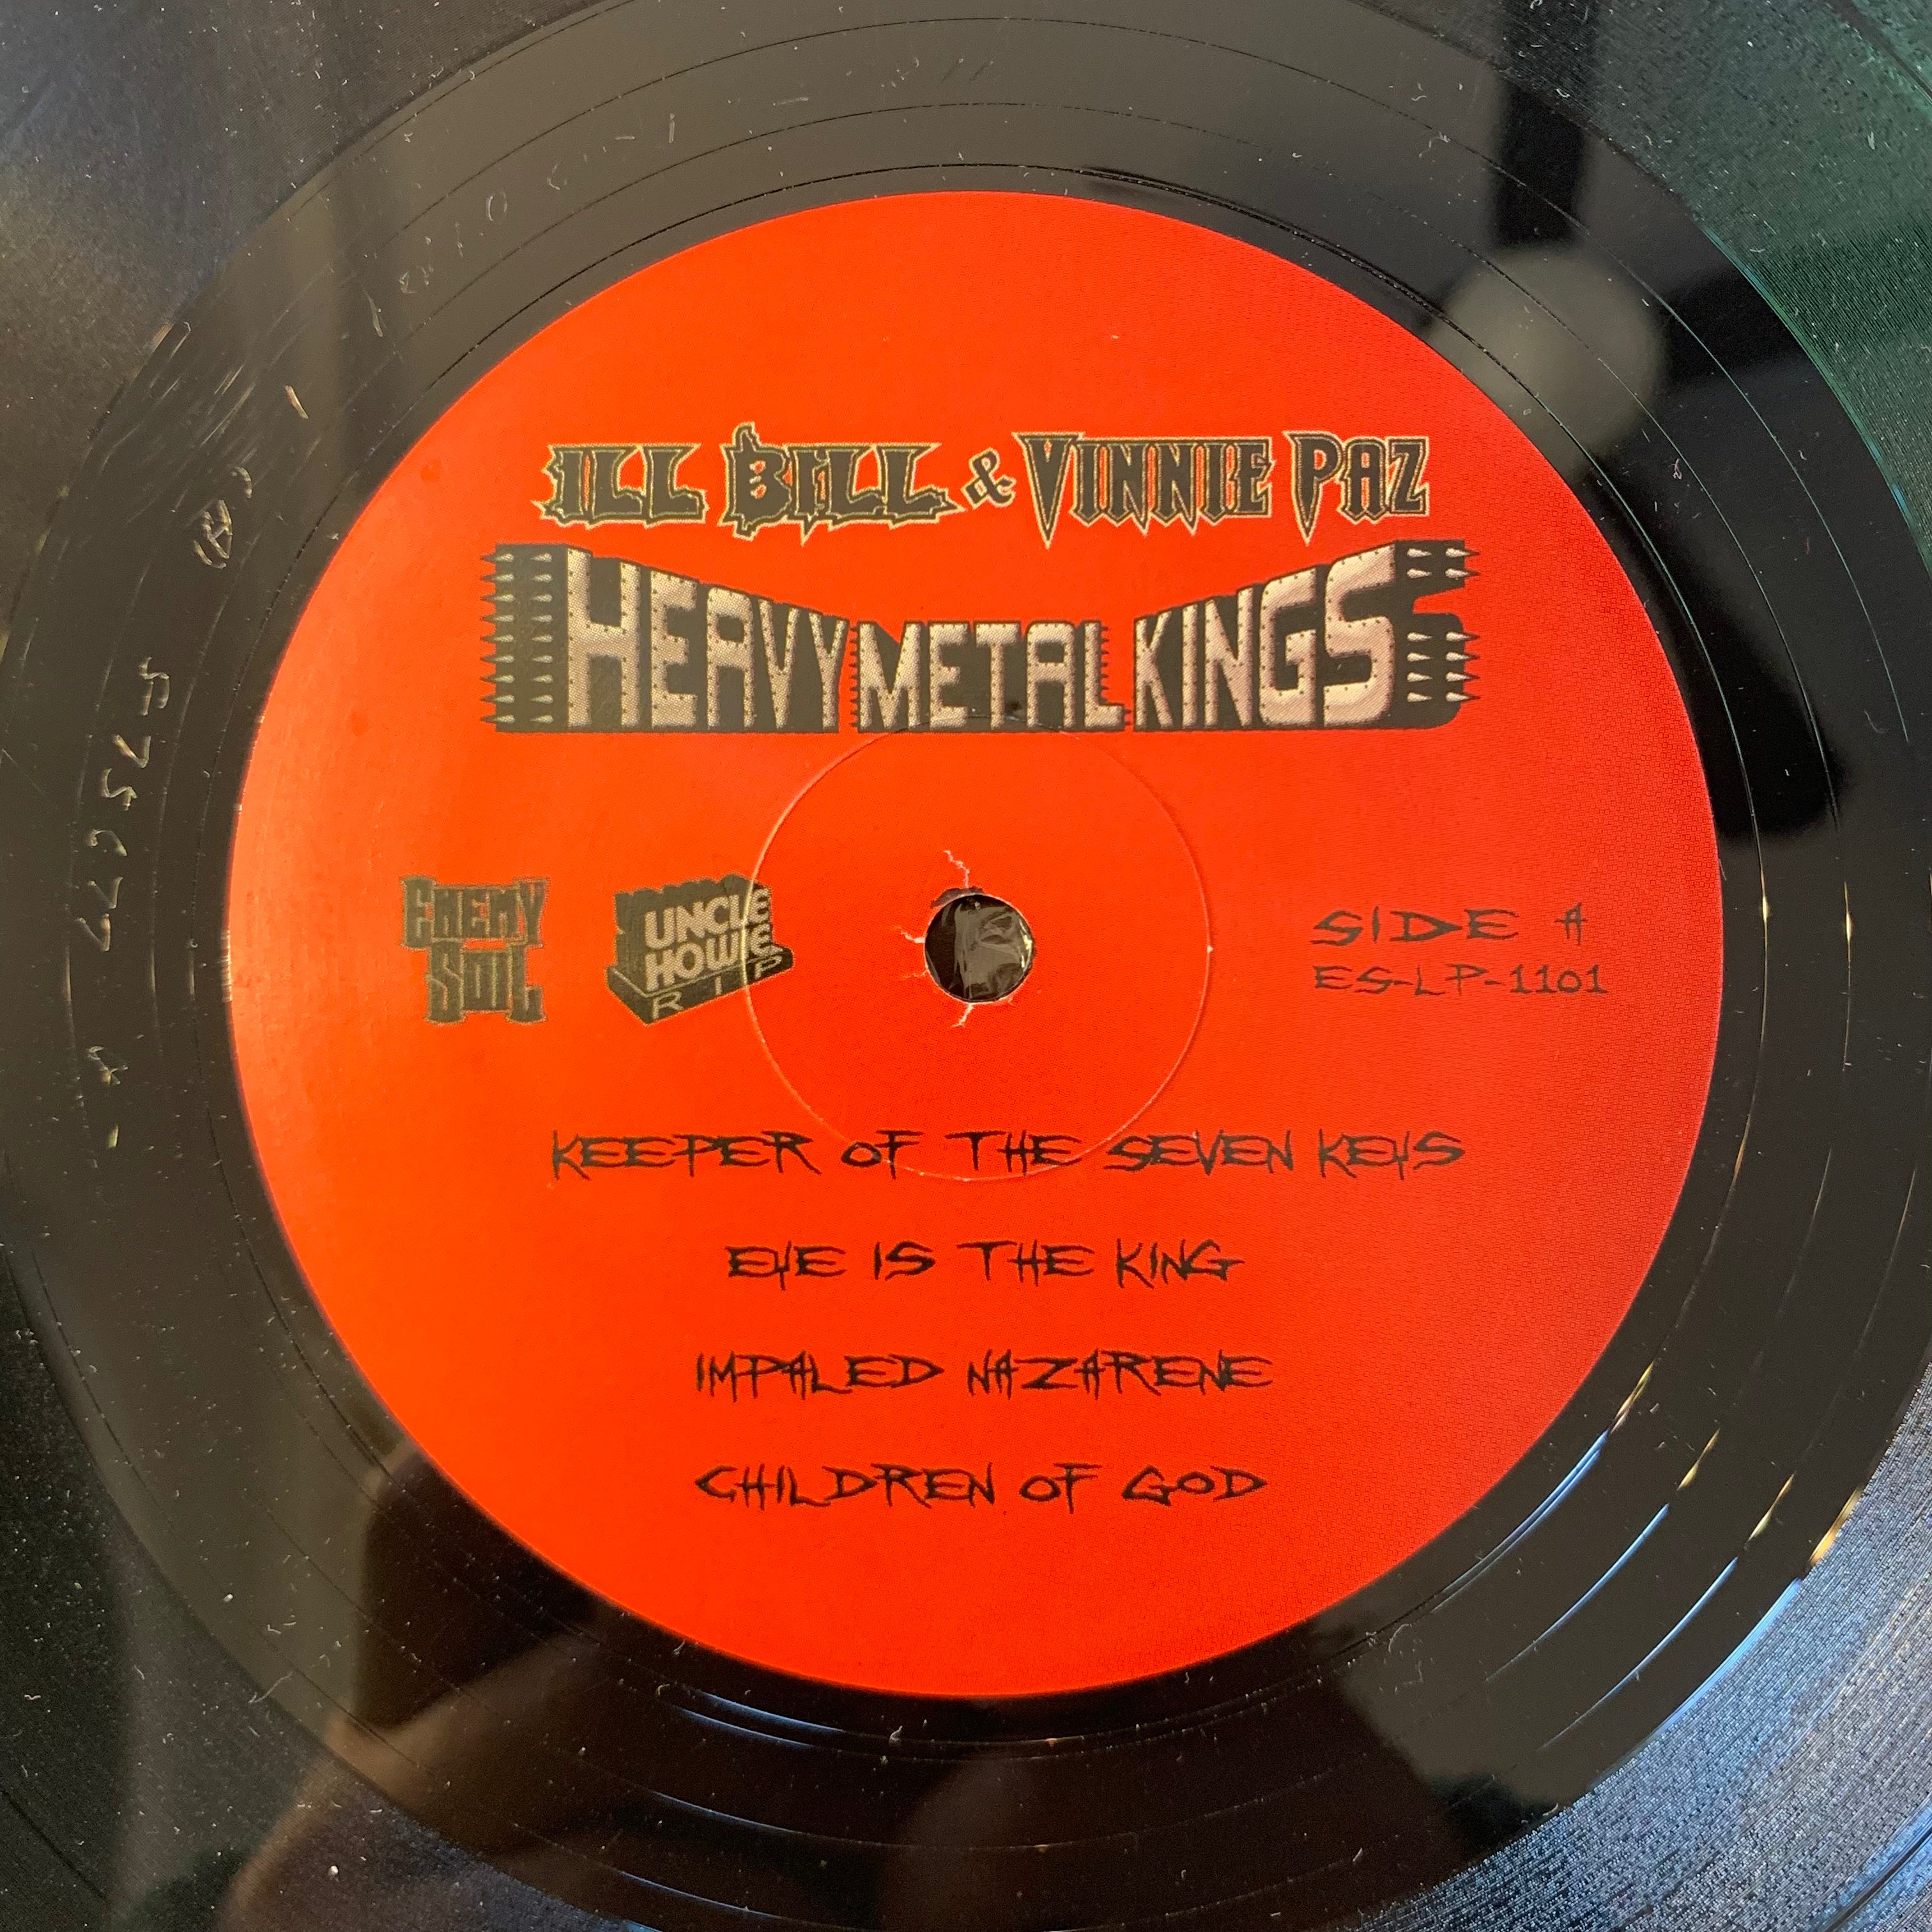 ILL BILL & VINNIE PAZ
HEAVY METAL KINGS
ENEMY
SOIL
UNCLE
HOWIE
RIP
SIDE A
ES-LP-1101
KEEPER OF THE SEVEN KEYS
EYE IS THE KING
IMPALED NAZARENE
CHILDREN OF GOD